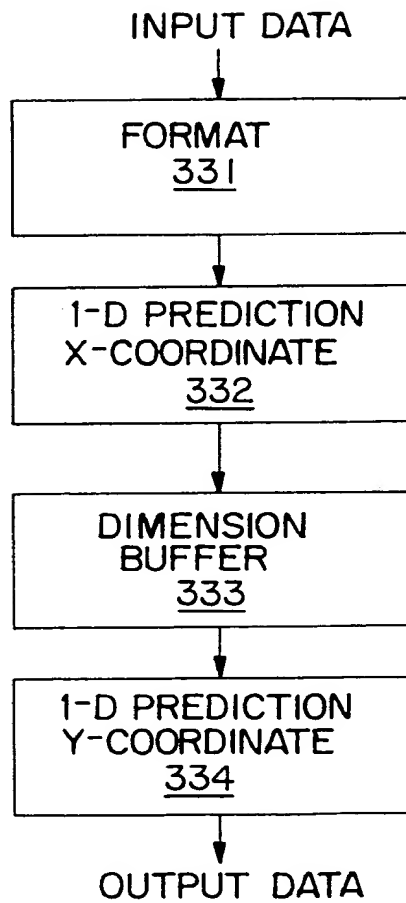 INPUT DATA
FORMAT
331
1-D PREDICTION
X-COORDINATE
332
DIMENSION
BUFFER
333
1-D PREDICTION
Y-COORDINATE
334
OUTPUT DATA